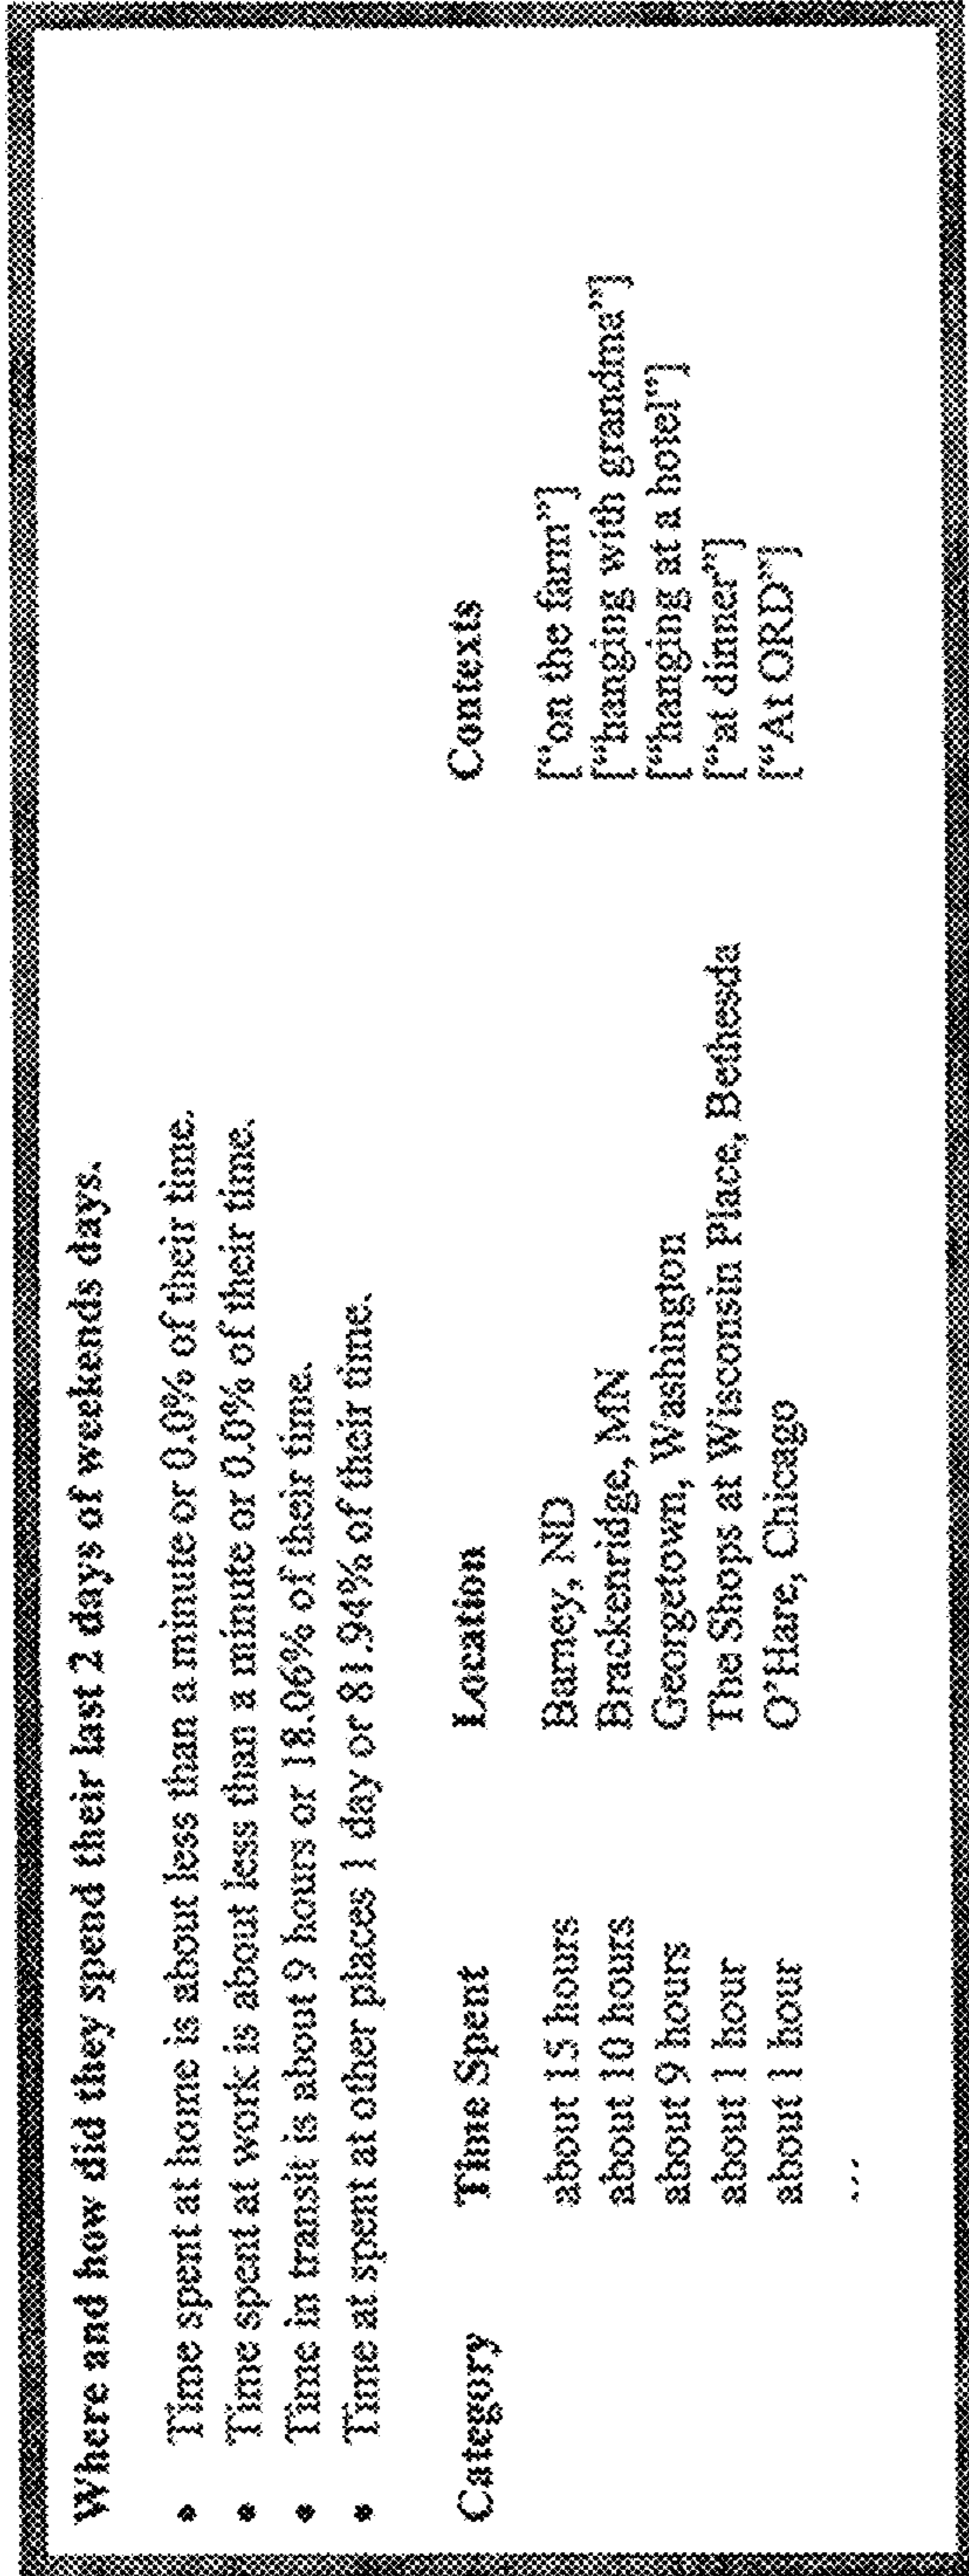 Where and how did they spend their last 2 days of weekends days.
• Time spent at home is about less than a minute or 0.0% of their time.
• Time spent at work is about less than a minute or 0.0% of their time.
• Time in transit is about 9 hours or 18.06% of their time.
• Time at spent at other places 1 day or 81.94% of their time.
Category Time Spent Location Contexts
about 15 hours Barney, ND ["on the farm"]
about 10 hours Brackenridge, MN ["hanging with grandma"]
about 9 hours Georgetown, Washington ["hanging at a hotel"]
about 1 hour The Shops at Wisconsin Place, Bethesda ["at dinner"]
about 1 hour O'Hare, Chicago ["At ORD"]
...